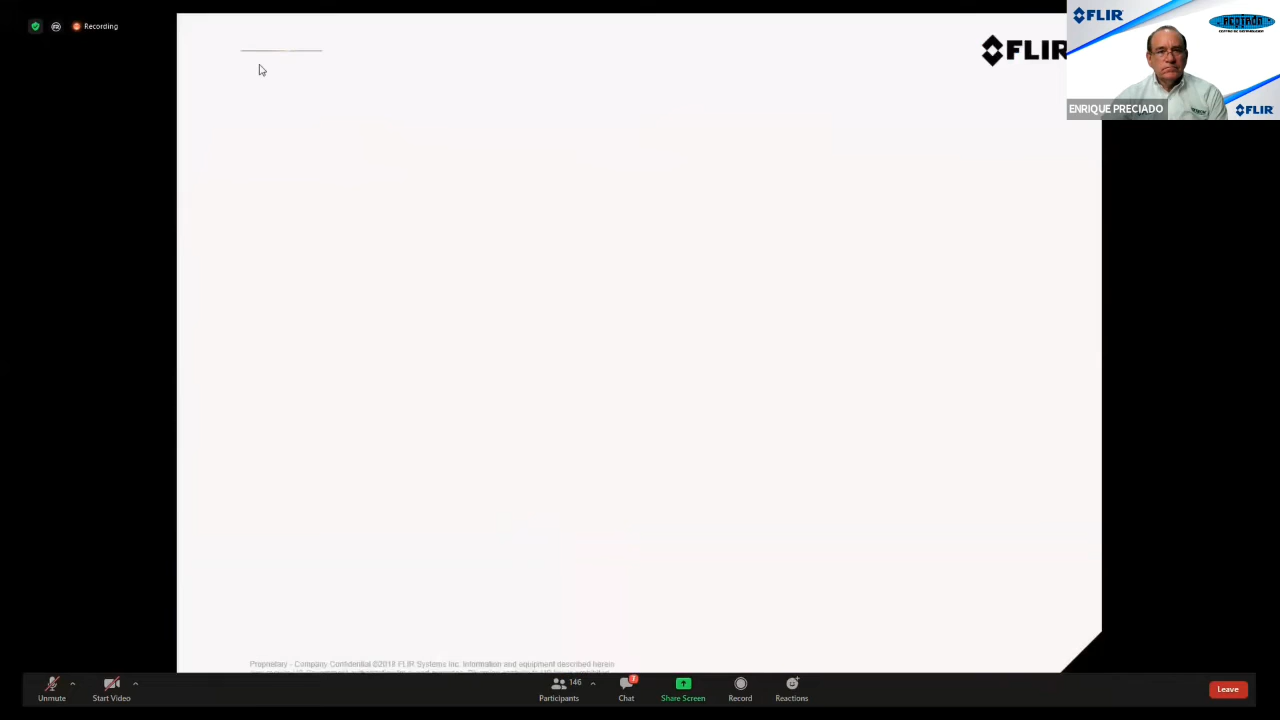 Recording
FLIR
FLIR
ENRIQUE PRECIADO
FLIR
Proprietary - Company Confidential ©2018 FLIR Systems Inc. Information and equipment described herein
Unmute
Start Video
Participants
146
Chat
Share Screen
Record
Reactions
Leave